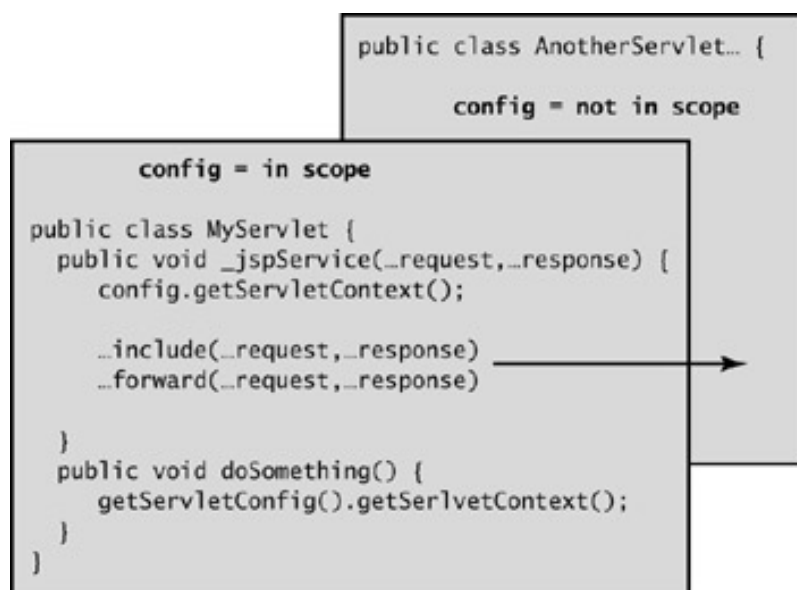 public class AnotherServlet… {
config = not in scope
config = in scope
public class MyServlet {
public void _jspService(…request,…response) {
config.getServletContext();
…include(…request,…response)
…forward(…request,…response)
}
public void doSomething() {
getServletConfig().getSerlvetContext();
}
}